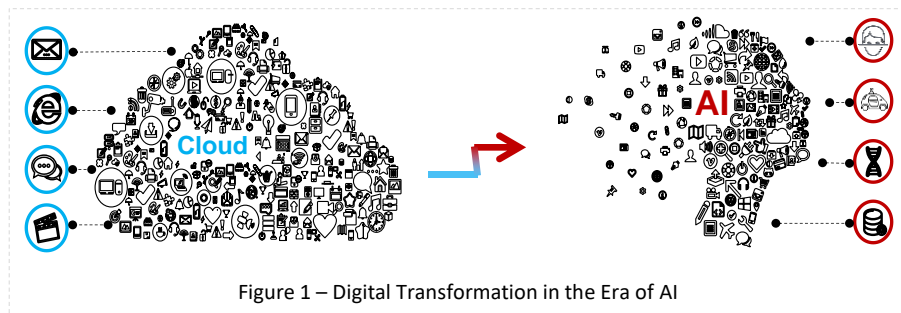 Cloud
AI
Figure 1 – Digital Transformation in the Era of AI